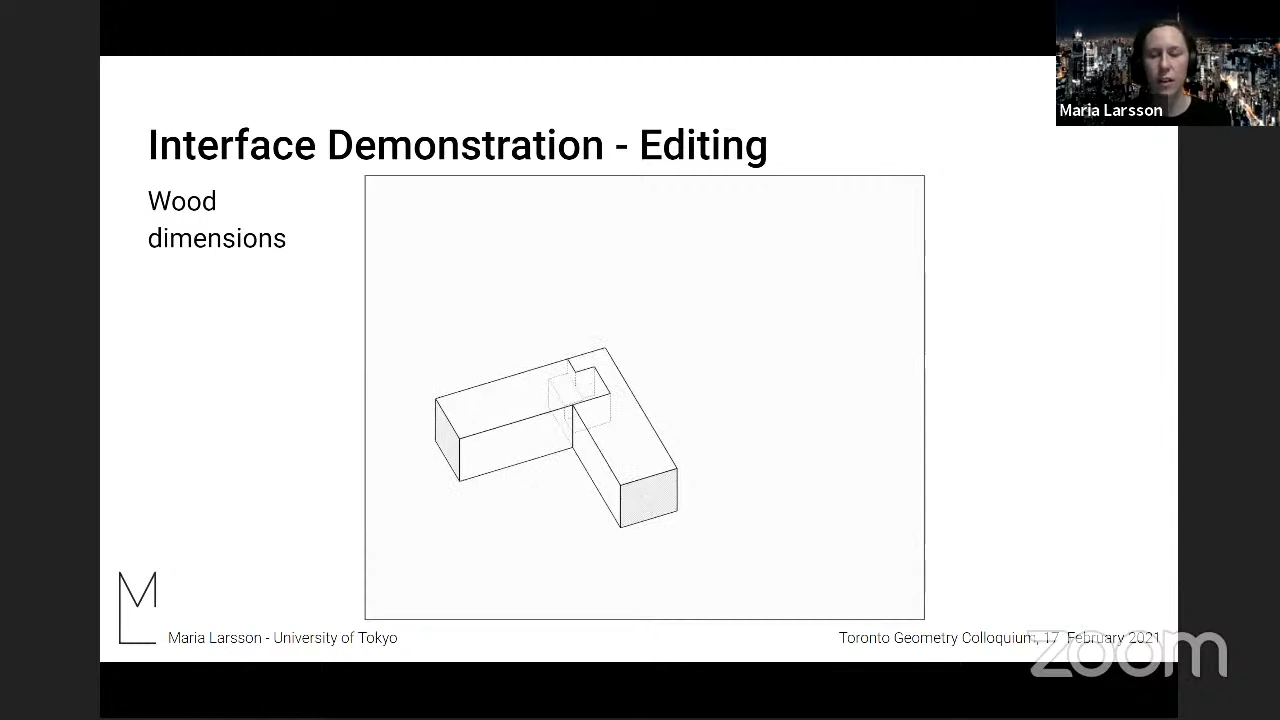 Maria Larsson
Interface Demonstration - Editing
Wood
dimensions
M
L
Maria Larsson - University of Tokyo
Toronto Geometry Colloquium, 17 February 2021
zoom